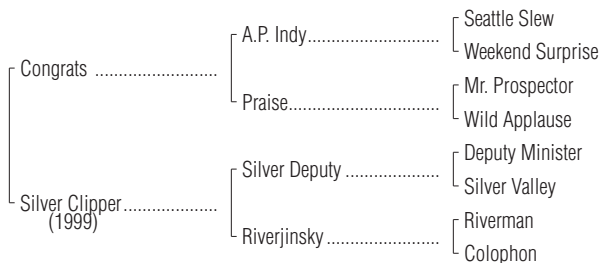 Seattle Slew
A.P. Indy..............................
Weekend Surprise
Congrats ..........................
Mr. Prospector
Praise..................................
Wild Applause
Deputy Minister
Silver Deputy ......................
Silver Valley
Silver Clipper....................
(1999)
Riverman
Riverjinsky..........................
Colophon